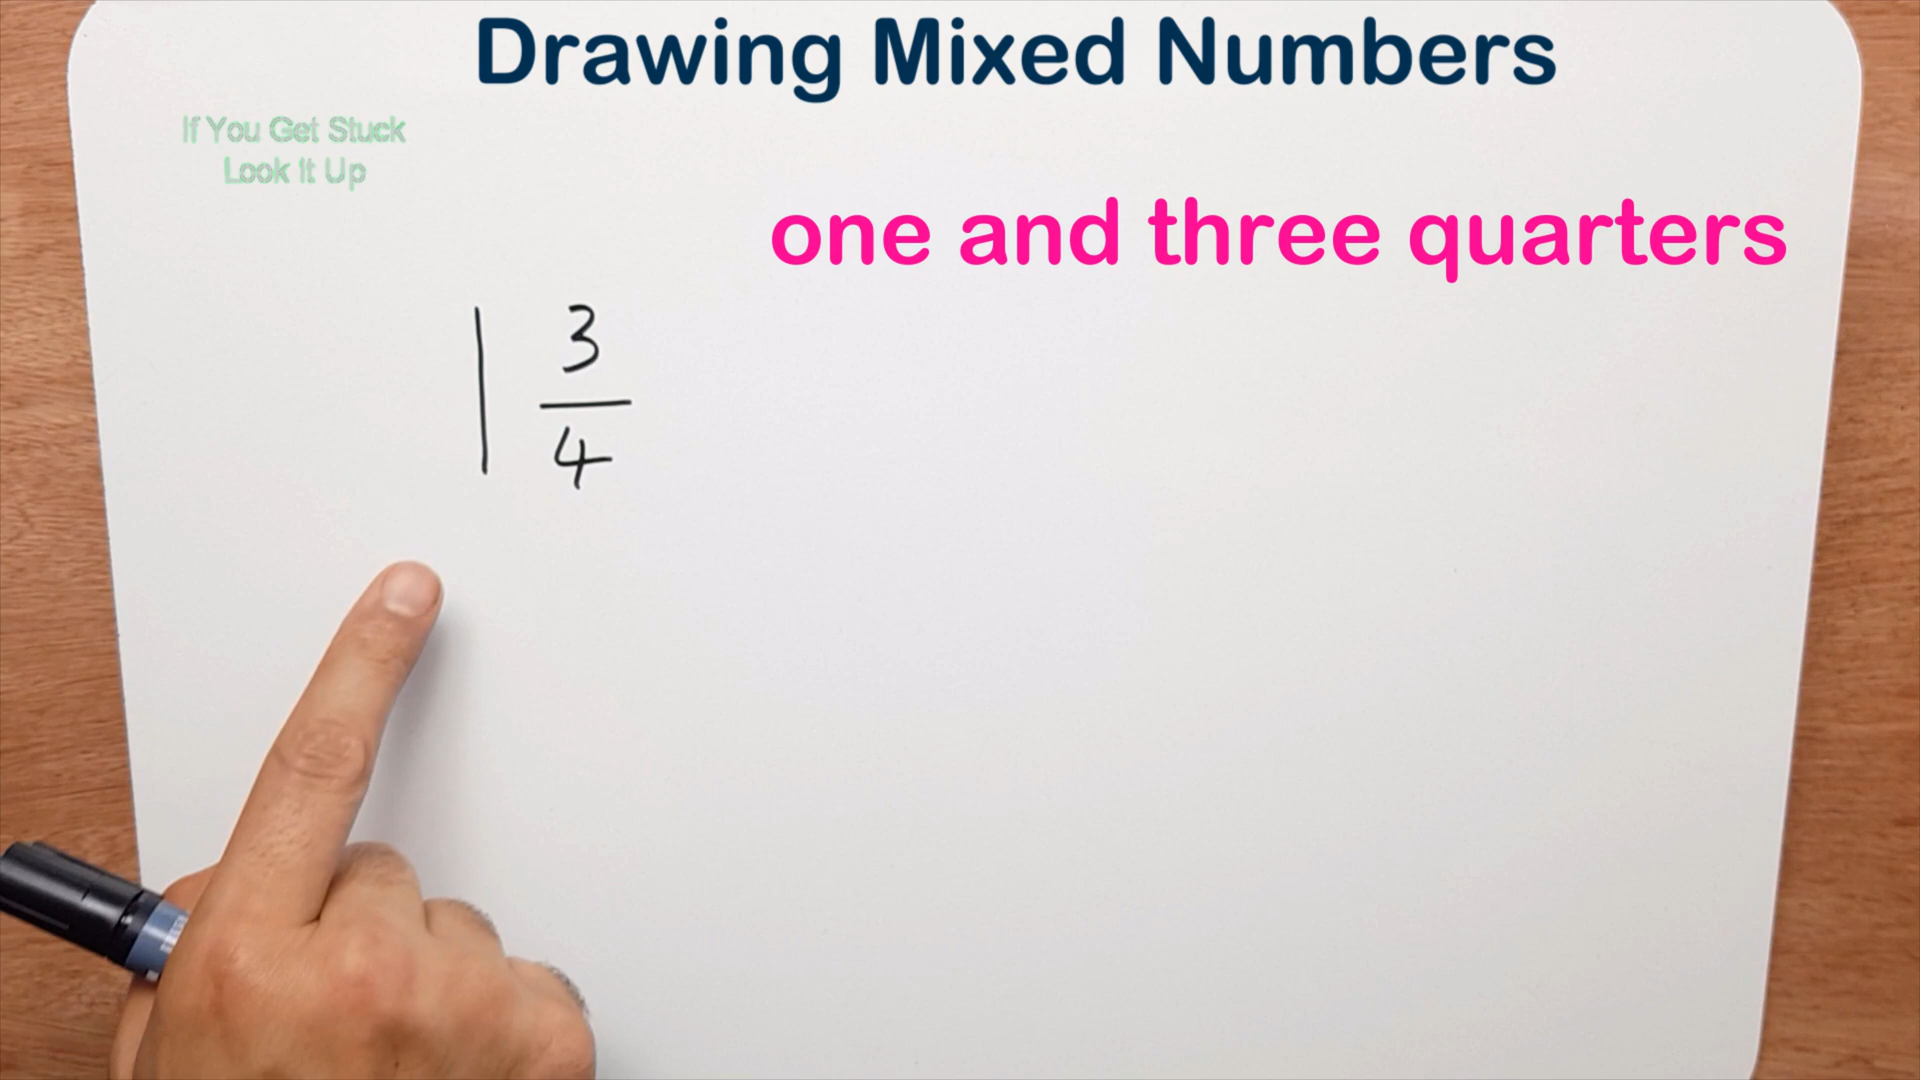 Drawing Mixed Numbers
If You Get Stuck
Look It Up
one and three quarters
1 3/4